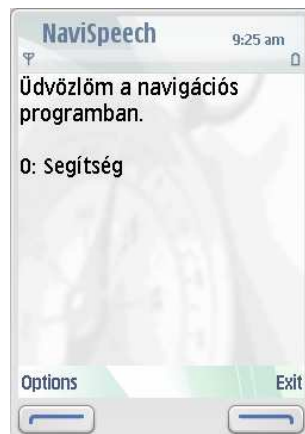 NaviSpeech
9:25 am
Üdvözlöm a navigációs
programban.
0: Segítség
Options
Exit